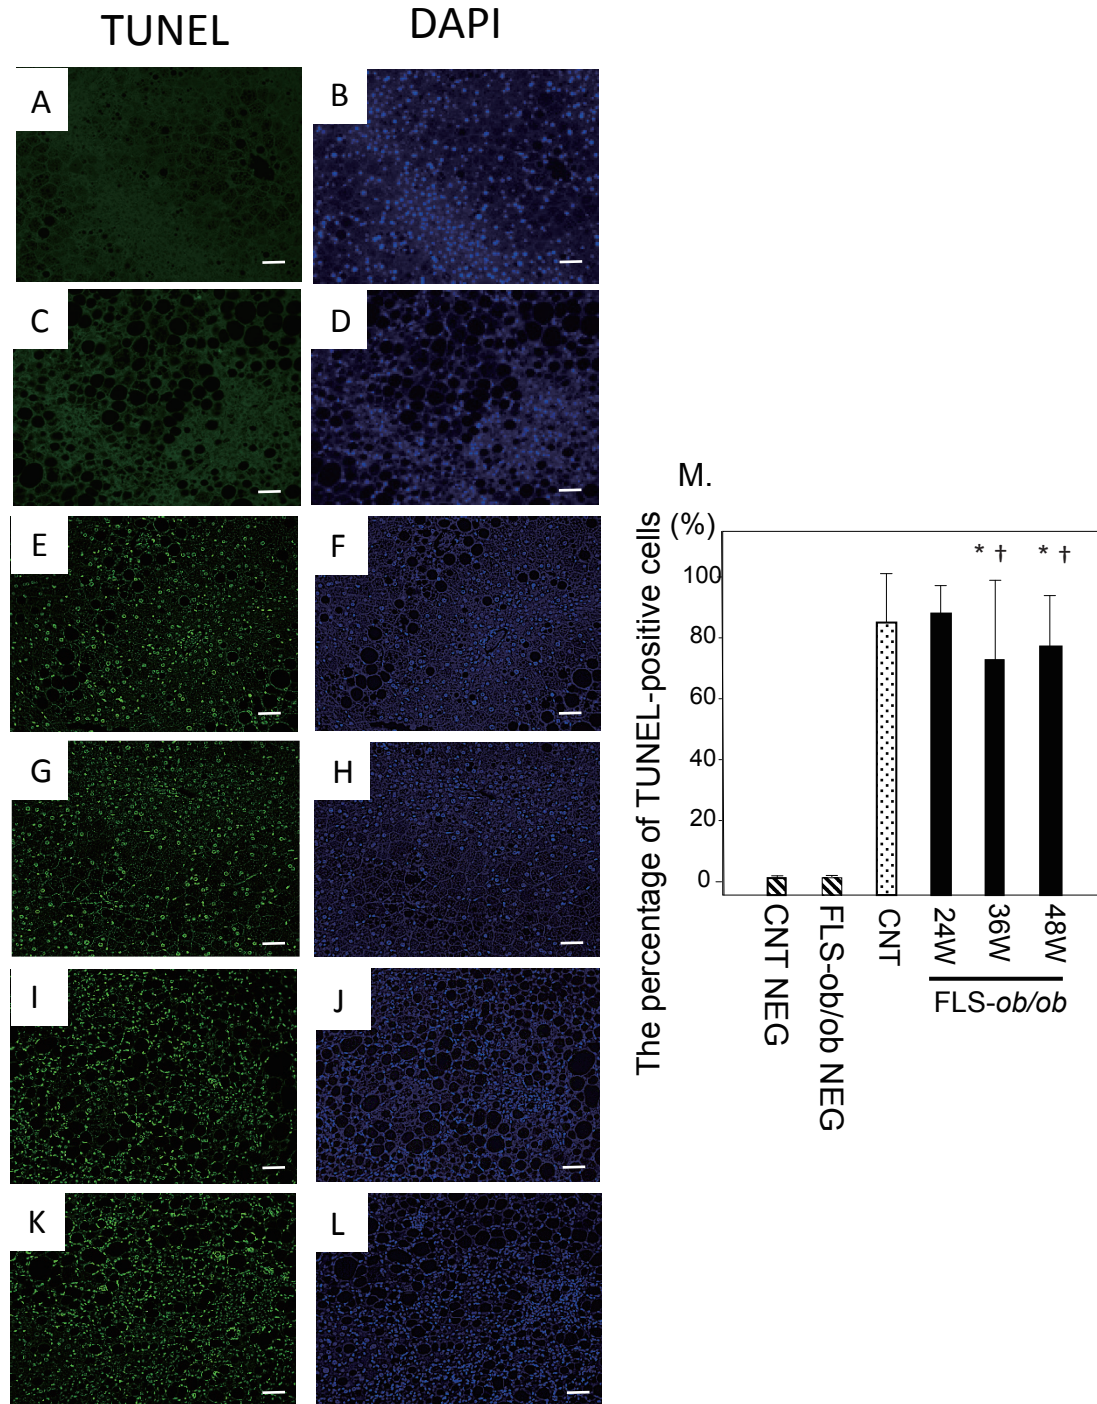 TUNEL DAPI
A B
C D
E F
G H
I J
K L
M.
(%)
The percentage of TUNEL-positive cells
100
80
60
40
20
0
* † * †
CNT NEG
FLS-ob/ob NEG
CNT
24W
36W
48W
FLS-ob/ob